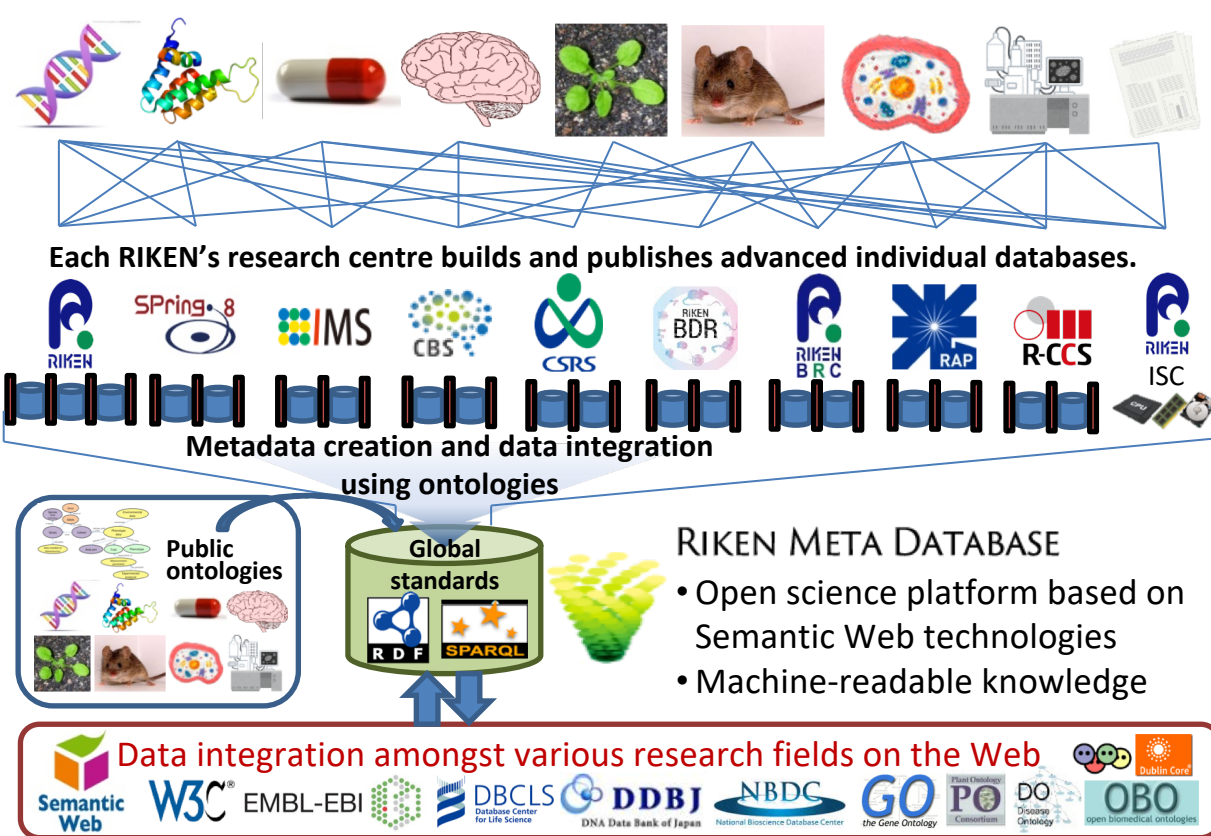 Each RIKEN's research centre builds and publishes advanced individual databases.
RIKEN
SPring-8
IMS
CBS
CSRS
RIKEN
BDR
RIKEN
BRC
RAP
R-CCS
RIKEN
ISC
CPU
Metadata creation and data integration
using ontologies
Public
ontologies
Global
standards
RDF
SPARQL
RIKEN META DATABASE
• Open science platform based on
Semantic Web technologies
• Machine-readable knowledge
Data integration amongst various research fields on the Web
Semantic
Web
W3C®
EMBL-EBI
DBCLS
Database Center
for Life Science
DDBJ
DNA Data Bank of Japan
NBDC
National Bioscience Database Center
GO
the Gene Ontology
Plant Ontology
PO
Consortium
DO
Disease
Ontology
Dublin Core®
OBO
open biomedical ontologies